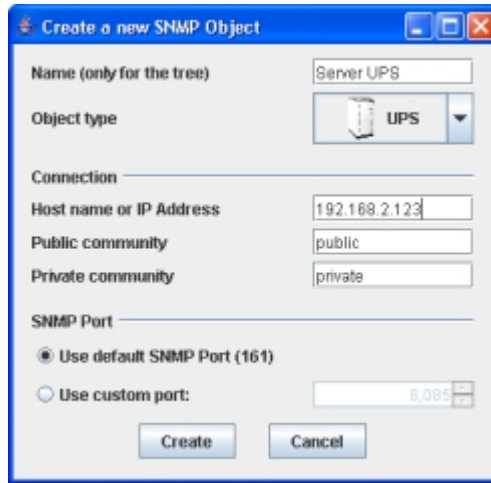 Create a new SNMP Object
Name (only for the tree) Server UPS
Object type UPS
Connection
Host name or IP Address 192.168.2.123
Public community public
Private community private
SNMP Port
Use default SNMP Port (161)
Use custom port: 8,085
Create Cancel